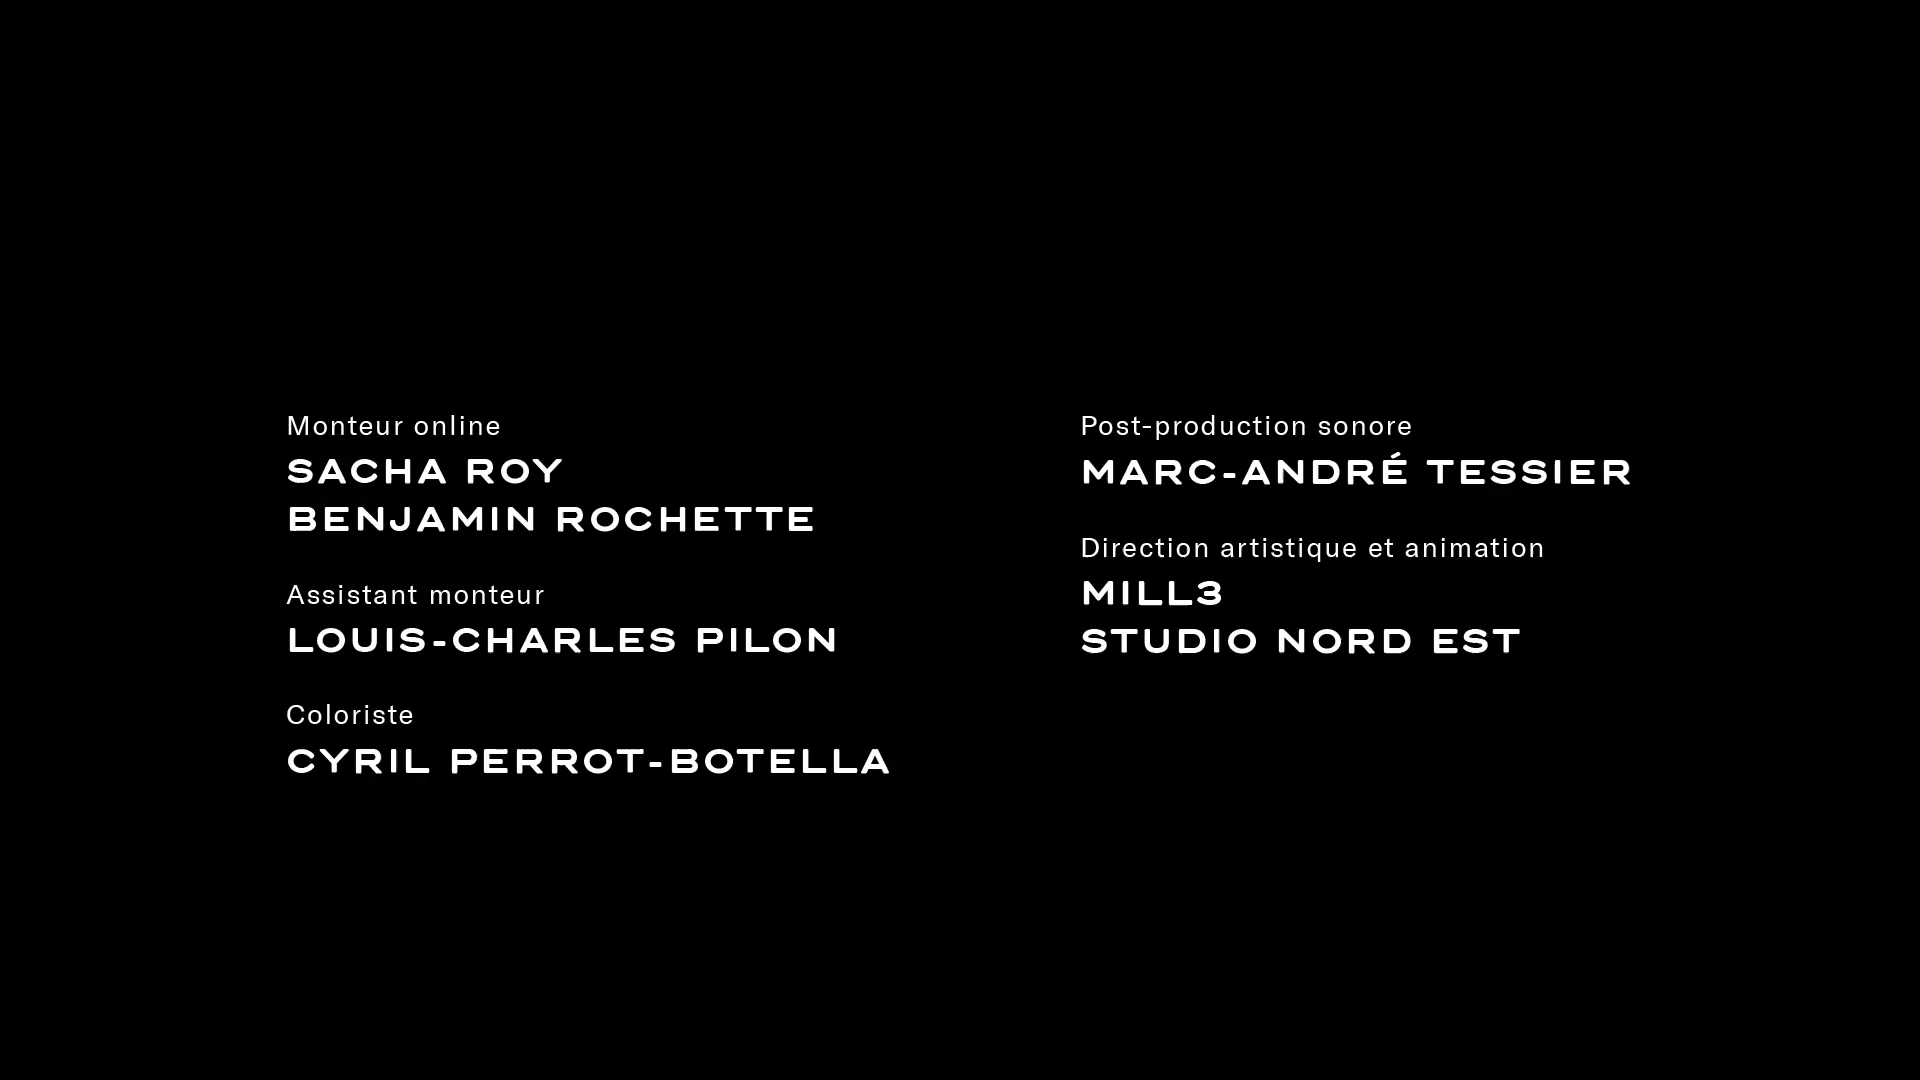 Monteur online
SACHA ROY
BENJAMIN ROCHETTE
Assistant monteur
LOUIS-CHARLES PILON
Coloriste
CYRIL PERROT-BOTELLA
Post-production sonore
MARC-ANDRÉ TESSIER
Direction artistique et animation
MILL3
STUDIO NORD EST